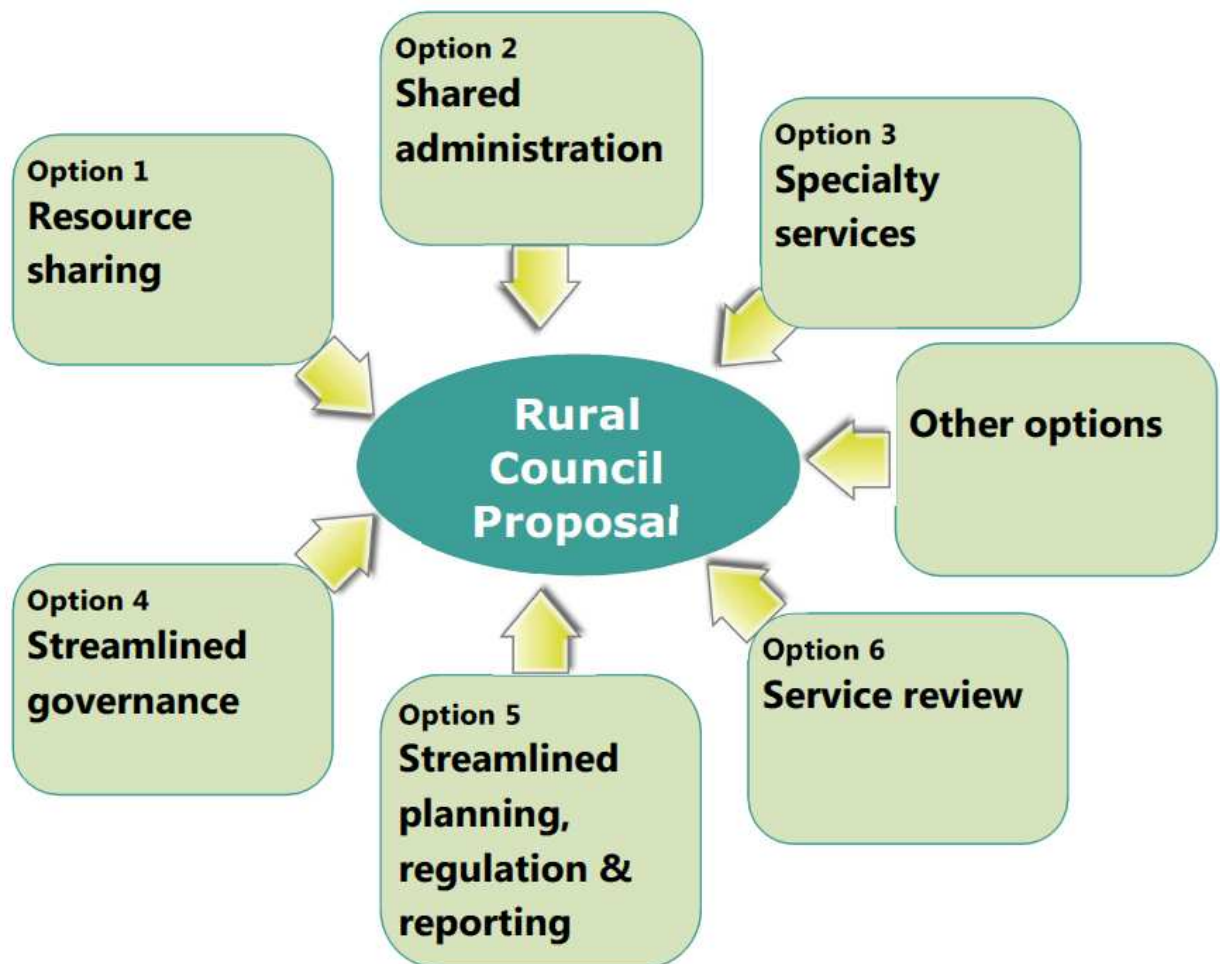 Option 1
Resource
sharing
Option 2
Shared
administration
Option 3
Specialty
services
Other options
Rural
Council
Proposal
Option 4
Streamlined
governance
Option 5
Streamlined
planning,
regulation &
reporting
Option 6
Service review